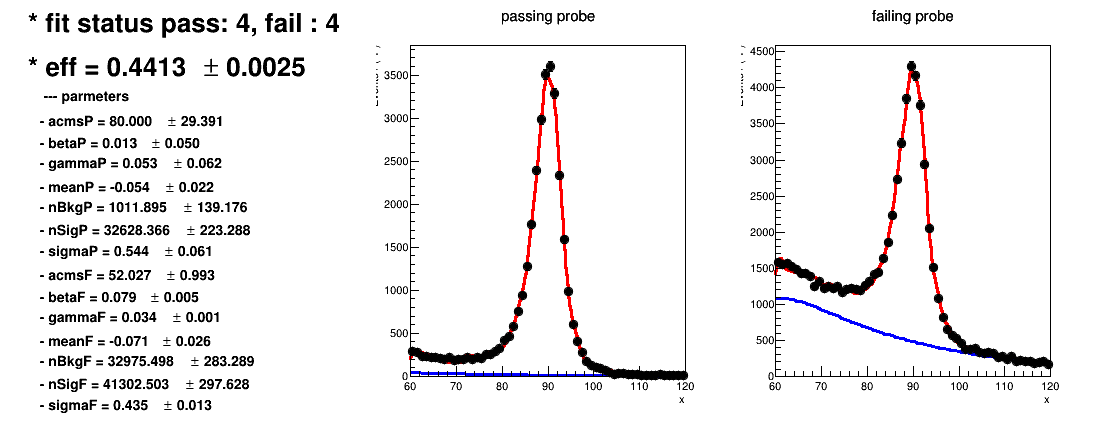 * fit status pass: 4, fail : 4
* eff = 0.4413 ± 0.0025
--- parmeters
- acmsP = 80.000 ± 29.391
- betaP = 0.013 ± 0.050
- gammaP = 0.053 ± 0.062
- meanP = -0.054 ± 0.022
- nBkgP = 1011.895 ± 139.176
- nSigP = 32628.366 ± 223.288
- sigmaP = 0.544 ± 0.061
- acmsF = 52.027 ± 0.993
- betaF = 0.079 ± 0.005
- gammaF = 0.034 ± 0.001
- meanF = -0.071 ± 0.026
- nBkgF = 32975.498 ± 283.289
- nSigF = 41302.503 ± 297.628
- sigmaF = 0.435 ± 0.013
passing probe
3500
3000
2500
2000
1500
1000
500
0
60 70 80 90 100 110 120
x
failing probe
4500
4000
3500
3000
2500
2000
1500
1000
500
0
60 70 80 90 100 110 120
x